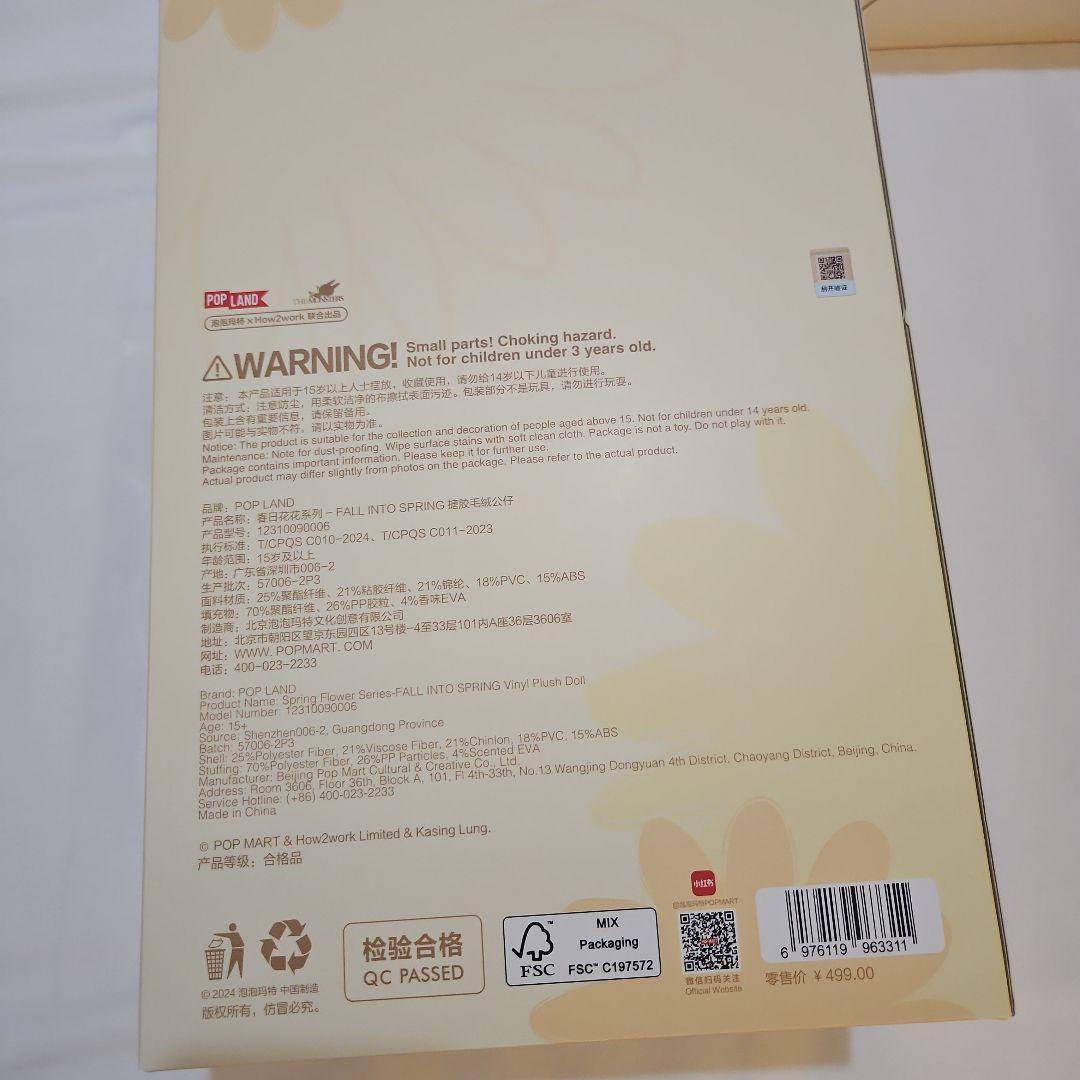 POP LAND
THE MONSTERS
泡泡玛特 x How2work 联合出品
刮开验证
WARNING! Small parts! Choking hazard.
Not for children under 3 years old.
注意：本产品适用于15岁以上人士摆放，收藏使用，请勿给14岁以下儿童进行使用。
清洁方式：注意防尘，用柔软洁净的布擦拭表面污迹。包装部分不是玩具，请勿进行玩耍。
包装上含有重要信息，请保留备用。
图片可能与实物不符，请以实物为准。
Notice: The product is suitable for the collection and decoration of people aged above 15. Not for children under 14 years old.
Maintenance: Note for dust-proofing. Wipe surface stains with soft clean cloth. Package is not a toy. Do not play with it.
Package contains important information. Please keep it for further use.
Actual product may differ slightly from photos on the package. Please refer to the actual product.
品牌：POP LAND
产品名称：春日花花系列 – FALL INTO SPRING 搪胶毛绒公仔
产品型号：12310090006
执行标准：T/CPQS C010-2024、T/CPQS C011-2023
年龄范围：15岁及以上
产地：广东省深圳市006-2
生产批次：57006-2P3
面料材质：25%聚酯纤维、21%粘胶纤维、21%锦纶、18%PVC、15%ABS
填充物：70%聚酯纤维、26%PP胶粒、4%香味EVA
制造商：北京泡泡玛特文化创意有限公司
地址：北京市朝阳区望京东园四区13号楼-4至33层101内A座36层3606室
网址：WWW. POPMART. COM
电话：400-023-2233
Brand: POP LAND
Product Name: Spring Flower Series-FALL INTO SPRING Vinyl Plush Doll
Model Number: 12310090006
Age: 15+
Source: Shenzhen006-2, Guangdong Province
Batch: 57006-2P3
Shell: 25%Polyester Fiber, 21%Viscose Fiber, 21%Chinlon, 18%PVC, 15%ABS
Stuffing: 70%Polyester Fiber, 26%PP Particles, 4%Scented EVA
Manufacturer: Beijing Pop Mart Cultural & Creative Co., Ltd.
Address: Room 3606, Floor 36th, Block A, 101, Fl 4th-33th, No.13 Wangjing Dongyuan 4th District, Chaoyang District, Beijing, China.
Service Hotline: (+86) 400-023-2233
Made in China
© POP MART & How2work Limited & Kasing Lung.
产品等级：合格品
© 2024 泡泡玛特 中国制造
版权所有，仿冒必究。
检验合格
QC PASSED
FSC™
MIX
Packaging
FSC™ C197572
小红书
@泡泡玛特POPMART
微信扫码关注
Official Website
6 976119 963311
零售价 ¥499.00